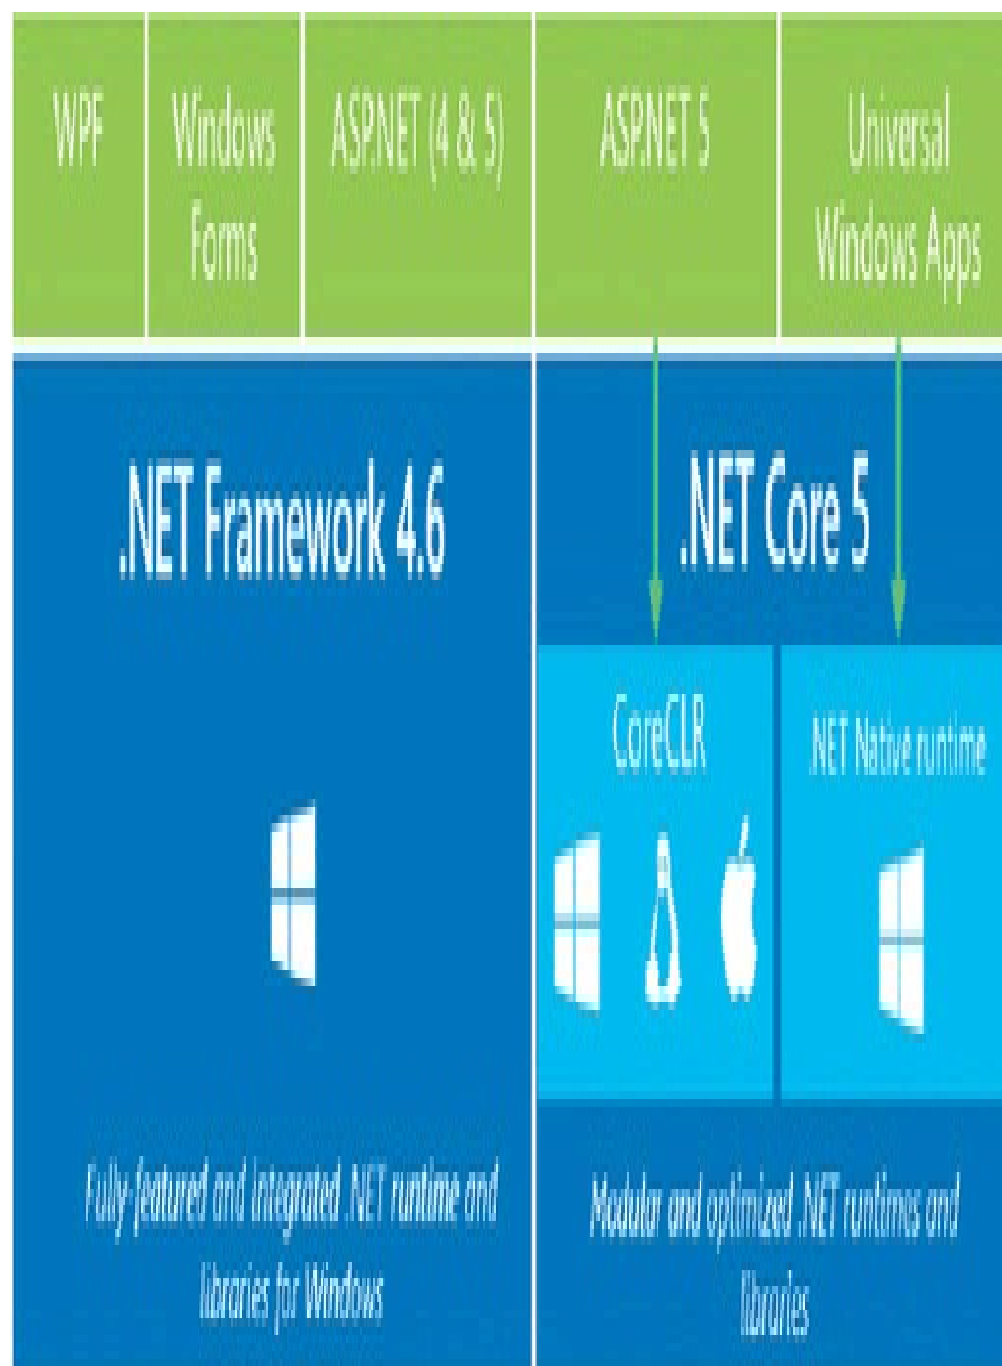 WPF
Windows
Forms
ASP.NET (4 & 5)
ASP.NET 5
Universal
Windows Apps
.NET Framework 4.6
.NET Core 5
CoreCLR
.NET Native runtime
Fully-featured and integrated .NET runtime and
libraries for Windows
Modular and optimized .NET runtimes and
libraries